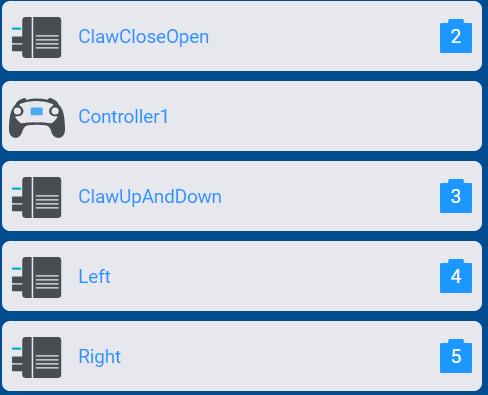 ClawCloseOpen 2
Controller1
ClawUpAndDown 3
Left 4
Right 5